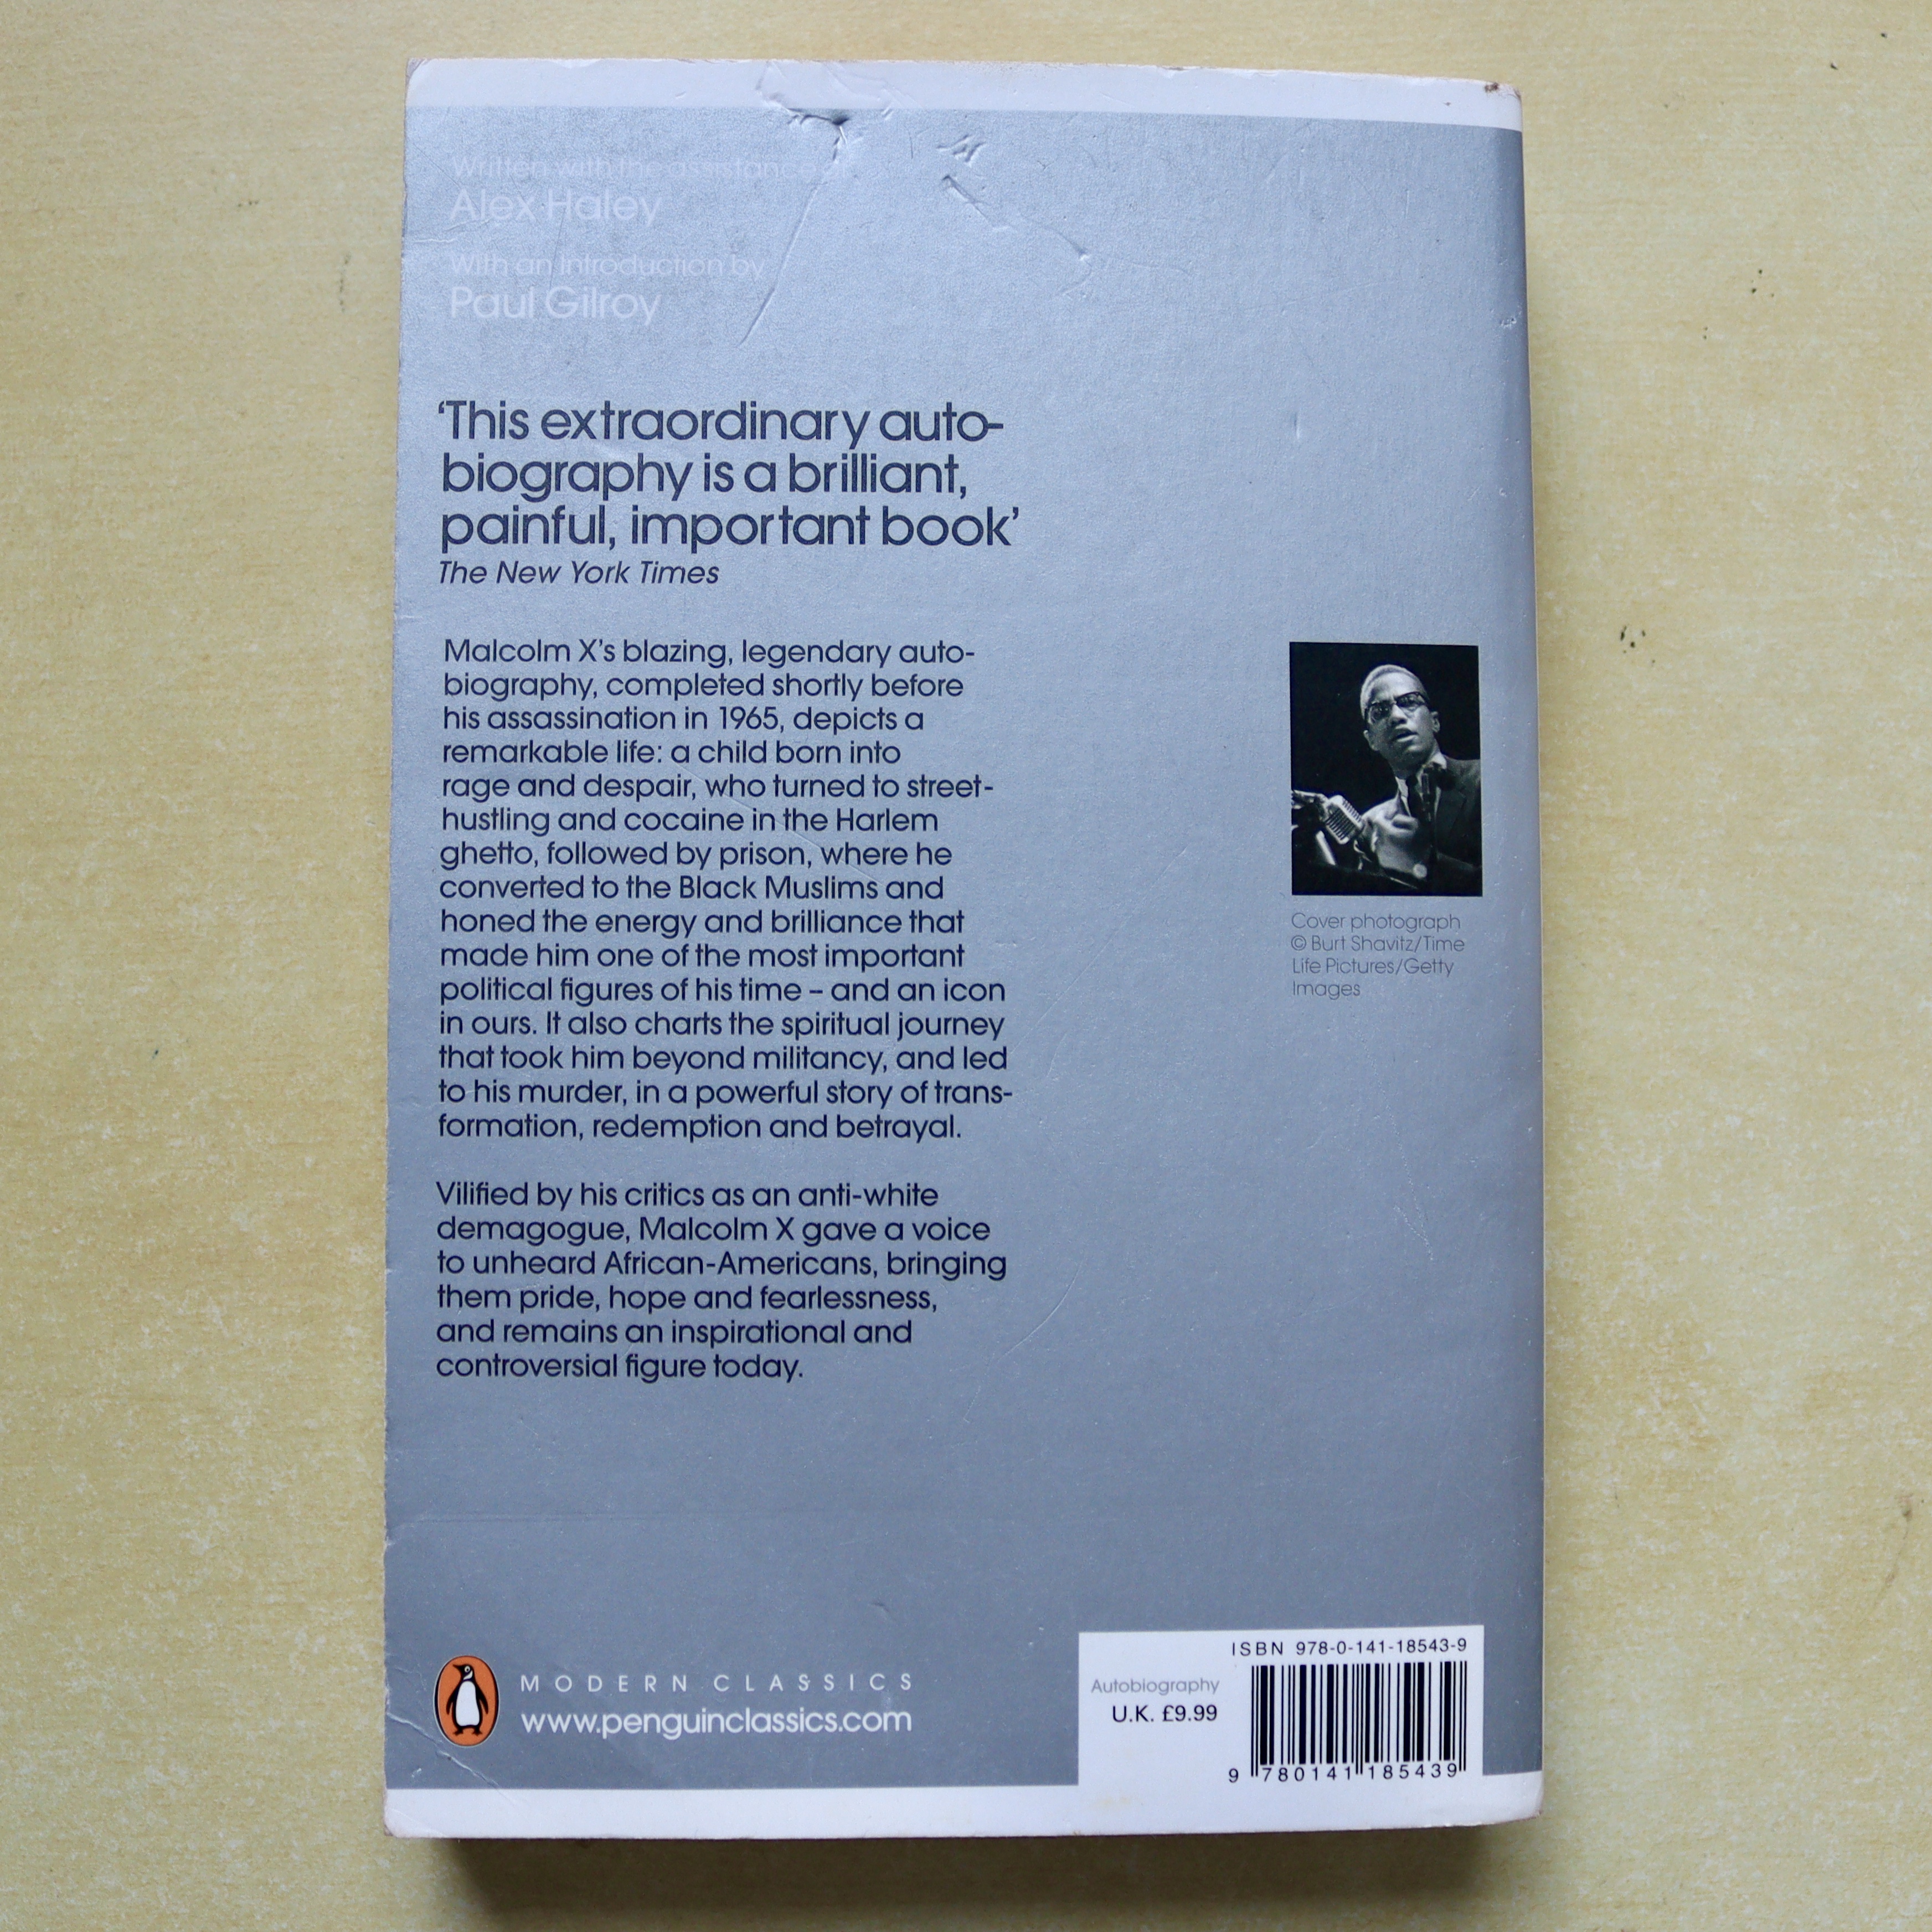 Written with the assistance of
Alex Haley
With an introduction by
Paul Gilroy
‘This extraordinary auto-
biography is a brilliant,
painful, important book’
The New York Times
Malcolm X’s blazing, legendary auto-
biography, completed shortly before
his assassination in 1965, depicts a
remarkable life: a child born into
rage and despair, who turned to street-
hustling and cocaine in the Harlem
ghetto, followed by prison, where he
converted to the Black Muslims and
honed the energy and brilliance that
made him one of the most important
political figures of his time – and an icon
in ours. It also charts the spiritual journey
that took him beyond militancy, and led
to his murder, in a powerful story of trans-
formation, redemption and betrayal.
Vilified by his critics as an anti-white
demagogue, Malcolm X gave a voice
to unheard African-Americans, bringing
them pride, hope and fearlessness,
and remains an inspirational and
controversial figure today.
Cover photograph
© Burt Shavitz/Time
Life Pictures/Getty
Images
MODERN CLASSICS
www.penguinclassics.com
ISBN 978-0-141-18543-9
Autobiography
U.K. £9.99
9 780141 185439